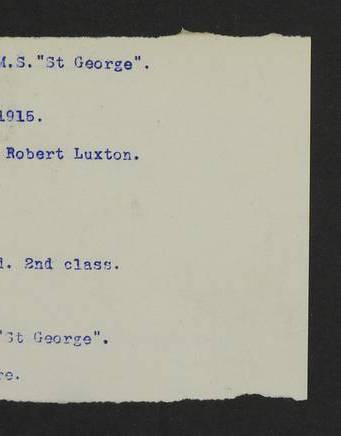 M.S."St George".
1915.
Robert Luxton.
d. 2nd class.
"St George".
re.